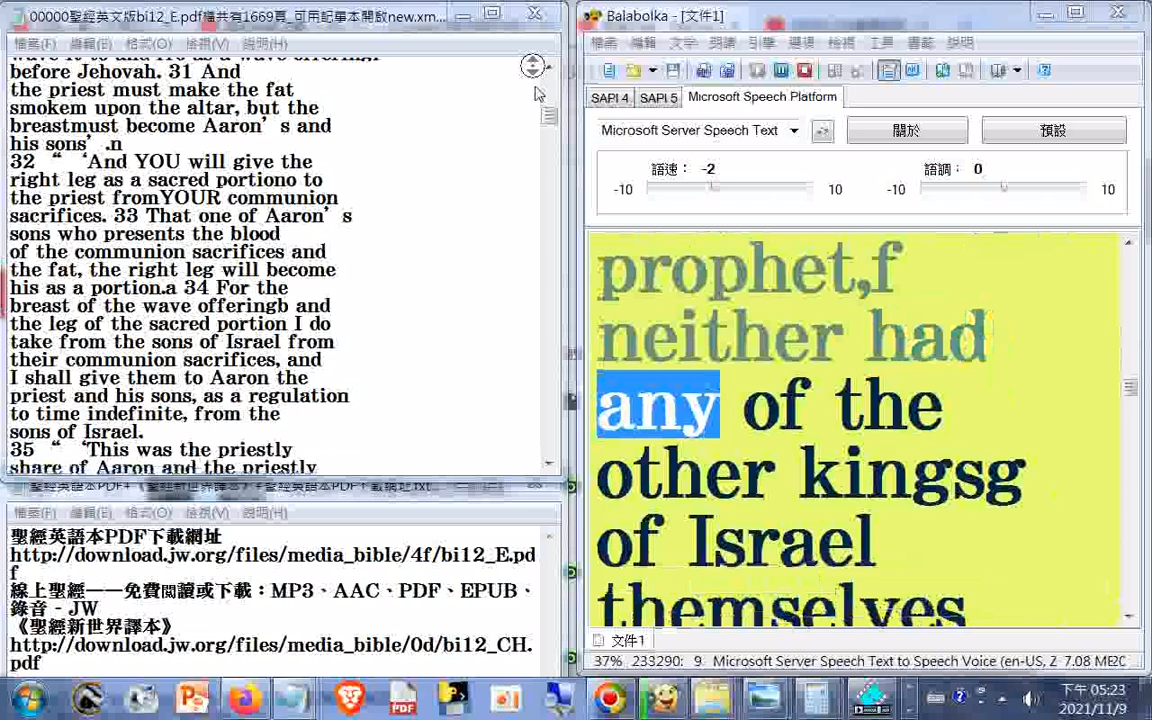 00000聖經英文版bi12_E.pdf檔共有1669頁_可用記事本開啟new.xm...
檔案(F) 編輯(E) 格式(O) 檢視(V) 說明(H)
before Jehovah. 31 And
the priest must make the fat
smokem upon the altar, but the
breastmust become Aaron’s and
his sons’.n
32 “ ‘And YOU will give the
right leg as a sacred portiono to
the priest fromYOUR communion
sacrifices. 33 That one of Aaron’s
sons who presents the blood
of the communion sacrifices and
the fat, the right leg will become
his as a portion.a 34 For the
breast of the wave offeringb and
the leg of the sacred portion I do
take from the sons of Israel from
their communion sacrifices, and
I shall give them to Aaron the
priest and his sons, as a regulation
to time indefinite, from the
sons of Israel.
35 “ ‘This was the priestly
share of Aaron and the priestly
檔案(F) 編輯(E) 格式(O) 檢視(V) 說明(H)
聖經英語本PDF下載網址
http://download.jw.org/files/media_bible/4f/bi12_E.pd
f
線上聖經——免費閱讀或下載：MP3、AAC、PDF、EPUB、
錄音 - JW
《聖經新世界譯本》
http://download.jw.org/files/media_bible/0d/bi12_CH.
pdf
Balabolka - [文件1]
檔案 編輯 文字 朗讀 引擎 選項 檢視 工具 書籤 說明
SAPI 4 SAPI 5 Microsoft Speech Platform
Microsoft Server Speech Text 關於 預設
語速： -2 語調： 0
-10 10 -10 10
prophet,f
neither had
any of the
other kingsg
of Israel
themselves
文件1
37% 233290: 9 Microsoft Server Speech Text to Speech Voice (en-US, Z 7.08 ME
下午 05:23
2021/11/9